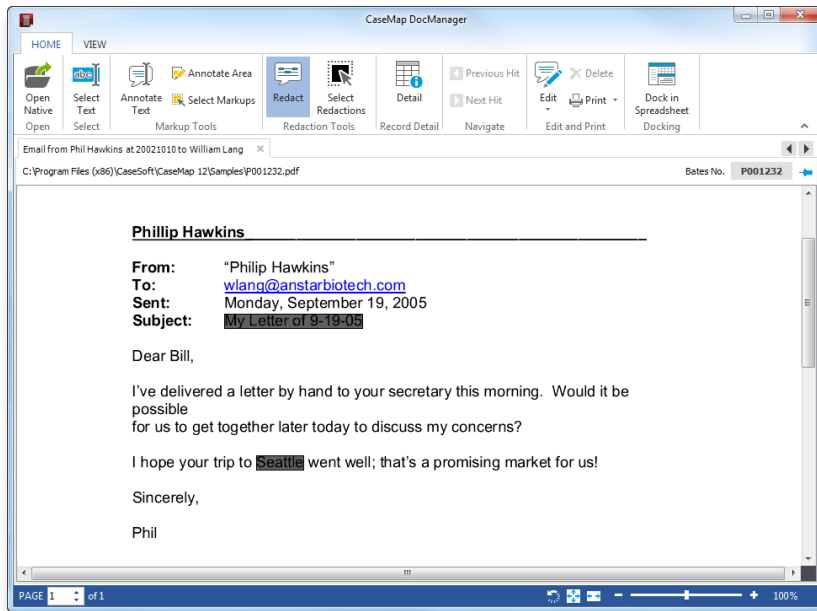 CaseMap DocManager
HOME VIEW
Open Native
Select Text
Annotate Text
Annotate Area
Select Markups
Redact
Select Redactions
Detail
Previous Hit
Next Hit
Edit
Delete
Print
Dock in Spreadsheet
Open Select Markup Tools Redaction Tools Record Detail Navigate Edit and Print Docking
Email from Phil Hawkins at 20021010 to William Lang
C:\Program Files (x86)\CaseSoft\CaseMap 12\Samples\P001232.pdf Bates No. P001232
Phillip Hawkins
From: “Philip Hawkins”
To: wlang@anstarbiotech.com
Sent: Monday, September 19, 2005
Subject: My Letter of 9-19-05
Dear Bill,
I’ve delivered a letter by hand to your secretary this morning. Would it be
possible
for us to get together later today to discuss my concerns?
I hope your trip to Seattle went well; that’s a promising market for us!
Sincerely,
Phil
PAGE 1 of 1 100%